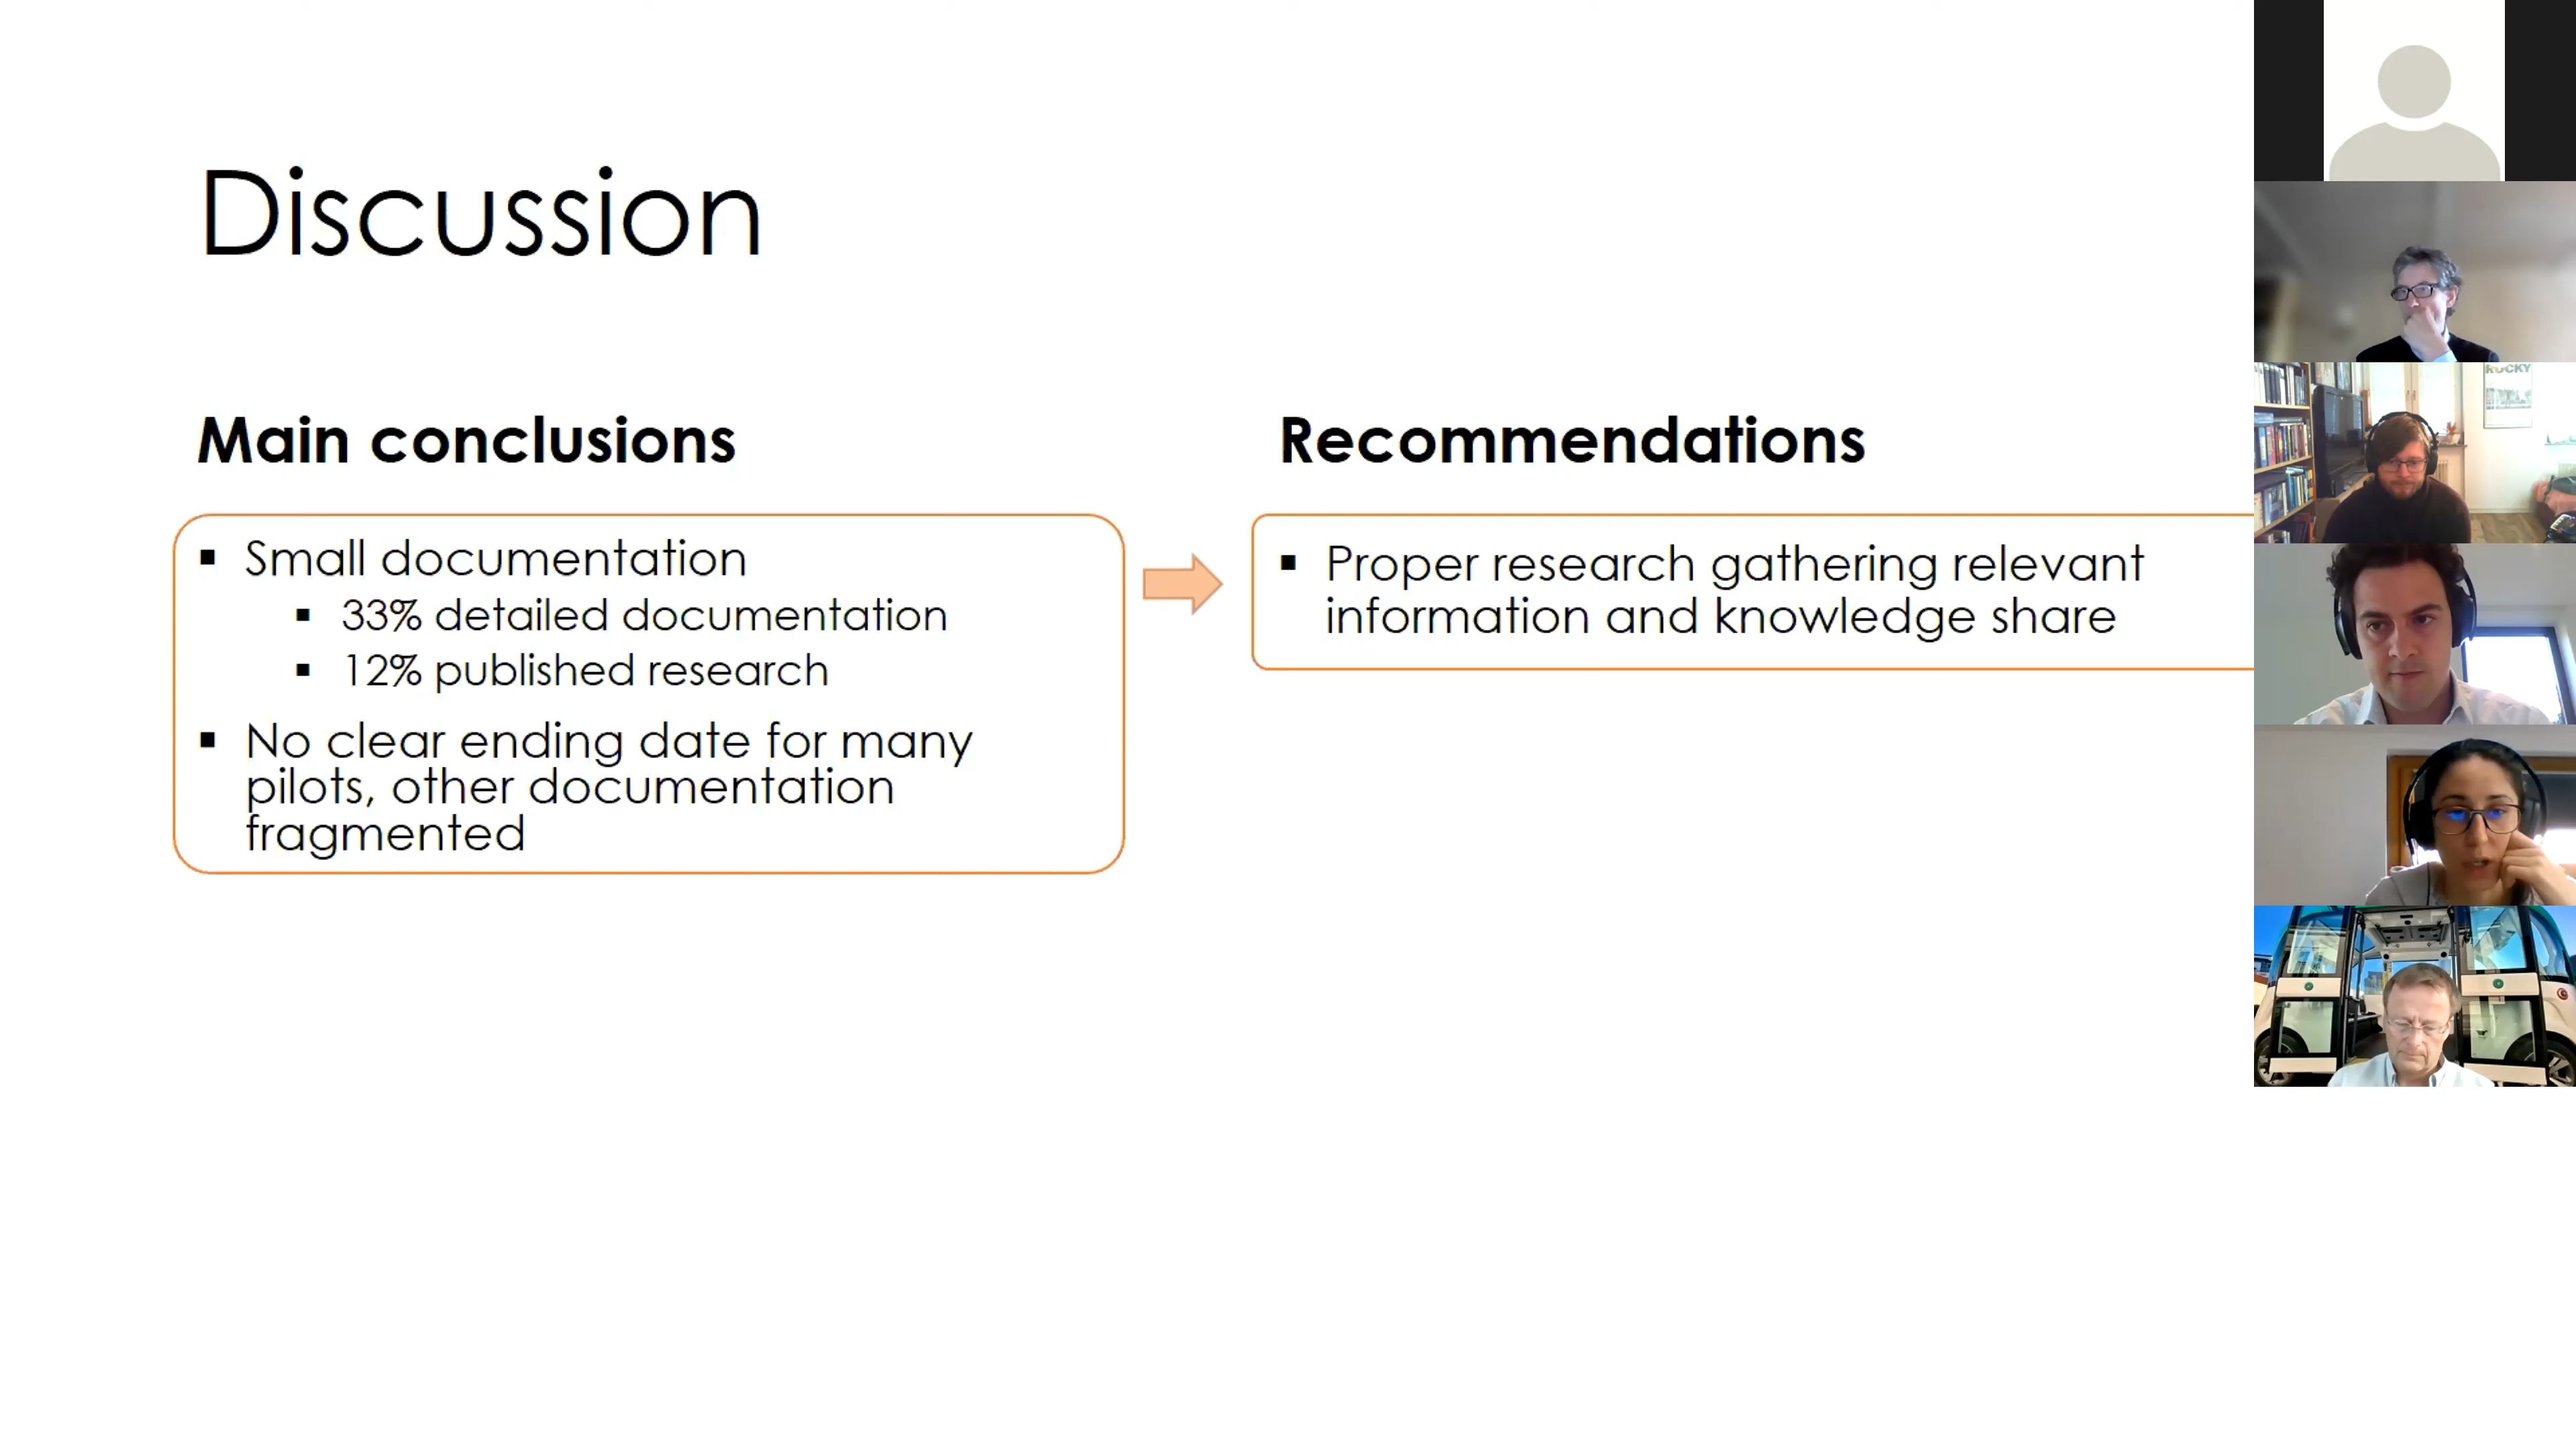 Discussion
Main conclusions
▪ Small documentation
▪ 33% detailed documentation
▪ 12% published research
▪ No clear ending date for many
pilots, other documentation
fragmented
Recommendations
▪ Proper research gathering relevant
information and knowledge share
ROCKY